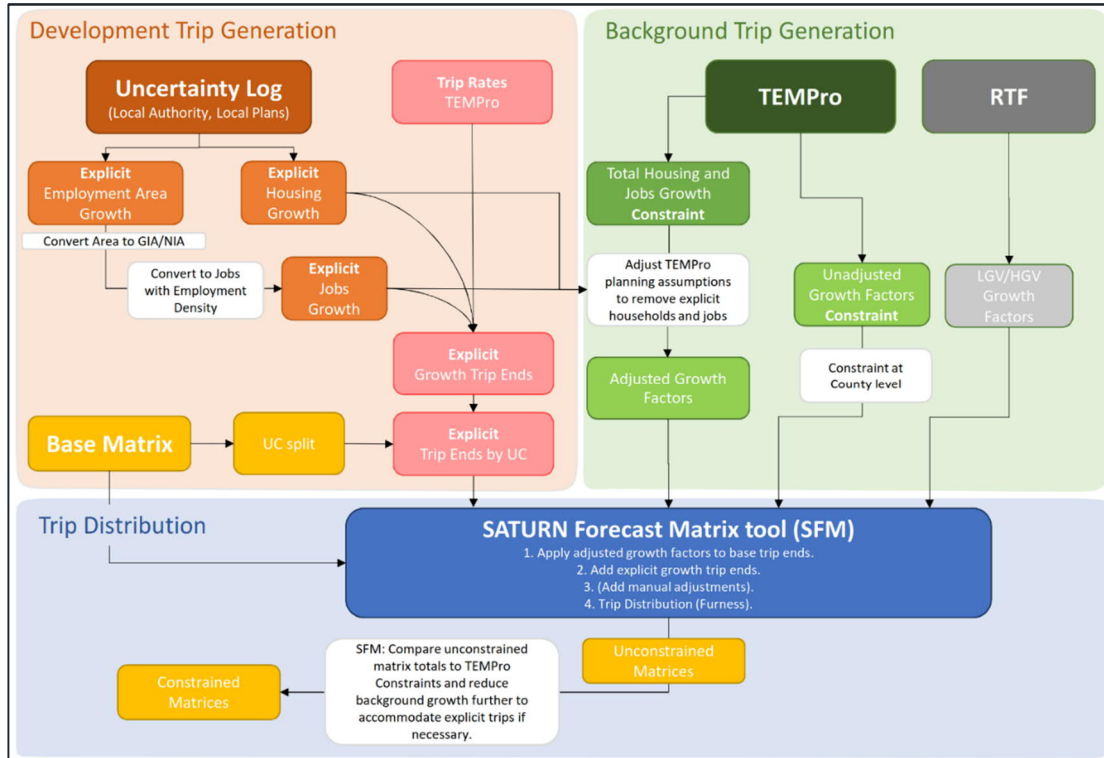 Development Trip Generation
Uncertainty Log
(Local Authority, Local Plans)
Trip Rates
TEMPro
Explicit
Employment Area
Growth
Explicit
Housing
Growth
Convert Area to GIA/NIA
Convert to Jobs
with Employment
Density
Explicit
Jobs
Growth
Explicit
Growth Trip Ends
Base Matrix
UC split
Explicit
Trip Ends by UC
Background Trip Generation
TEMPro
RTF
Total Housing and
Jobs Growth
Constraint
Adjust TEMPro
planning assumptions
to remove explicit
households and jobs
Unadjusted
Growth Factors
Constraint
LGV/HGV
Growth
Factors
Constraint at
County level
Adjusted Growth
Factors
Trip Distribution
SATURN Forecast Matrix tool (SFM)
1. Apply adjusted growth factors to base trip ends.
2. Add explicit growth trip ends.
3. (Add manual adjustments).
4. Trip Distribution (Furness).
Unconstrained
Matrices
SFM: Compare unconstrained
matrix totals to TEMPro
Constraints and reduce
background growth further to
accommodate explicit trips if
necessary.
Constrained
Matrices